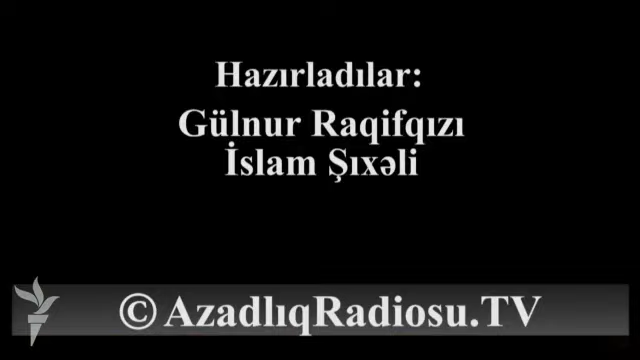 Hazırladılar:
Gülnur Raqifqızı
İslam Şıxəli
© AzadlıqRadiosu.TV